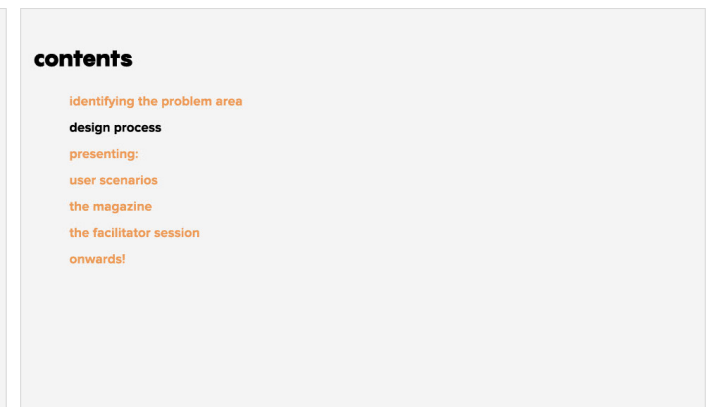 contents
identifying the problem area
design process
presenting:
user scenarios
the magazine
the facilitator session
onwards!